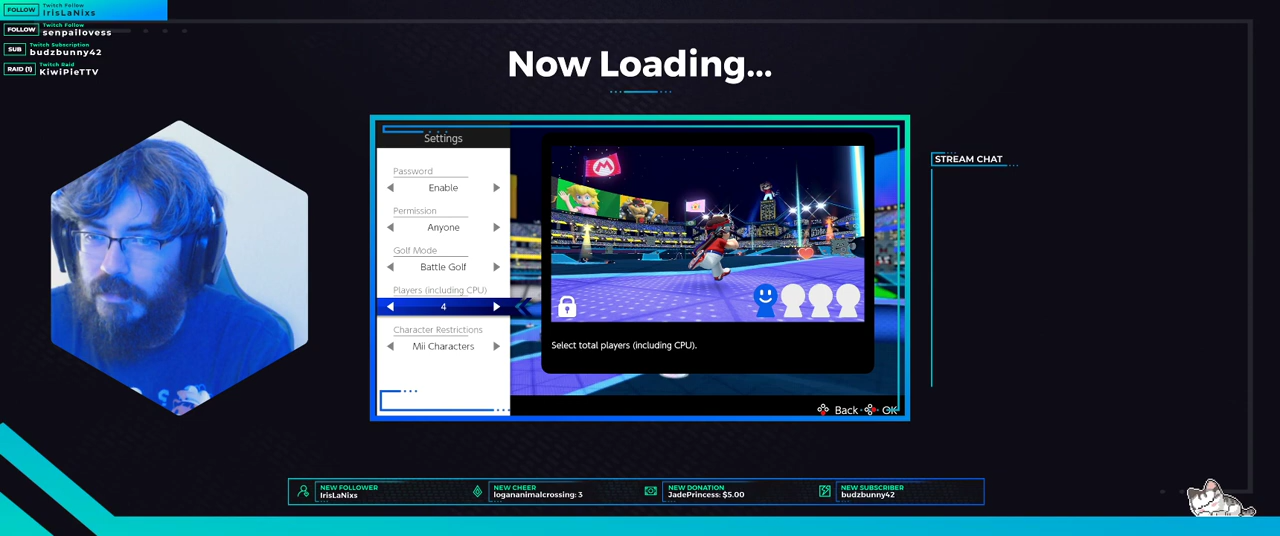 FOLLOW
Twitch Follow
IrisLaNixs
FOLLOW
Twitch Follow
senpailovess
SUB
Twitch Subscription
budzbunny42
RAID (1)
Twitch Raid
KiwiPieTTV
Now Loading...
Settings
Password
Enable
Permission
Anyone
Golf Mode
Battle Golf
Players (including CPU)
4
Character Restrictions
Mii Characters
M
Select total players (including CPU).
Back OK
STREAM CHAT
NEW FOLLOWER
IrisLaNixs
NEW CHEER
logananimalcrossing: 3
NEW DONATION
JadePrincess: $5.00
NEW SUBSCRIBER
budzbunny42